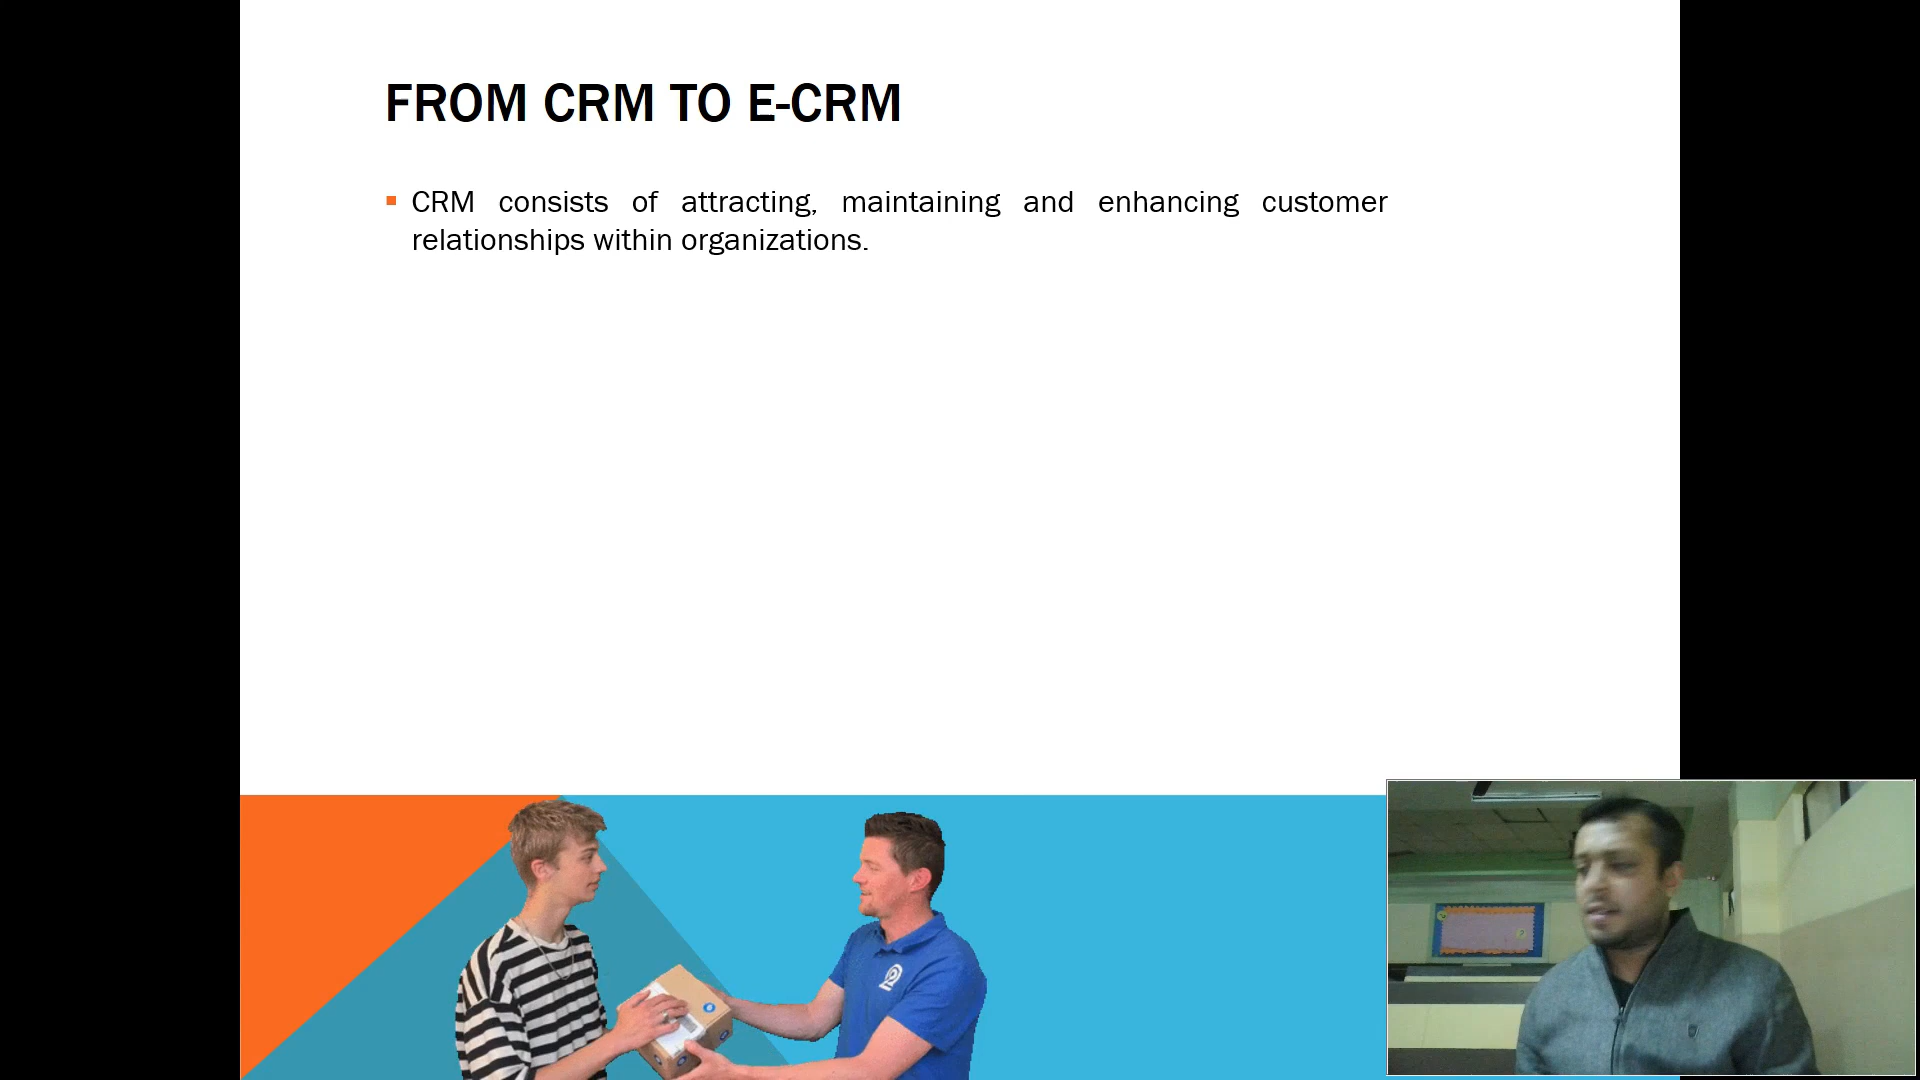 FROM CRM TO E-CRM
CRM consists of attracting, maintaining and enhancing customer
relationships within organizations.